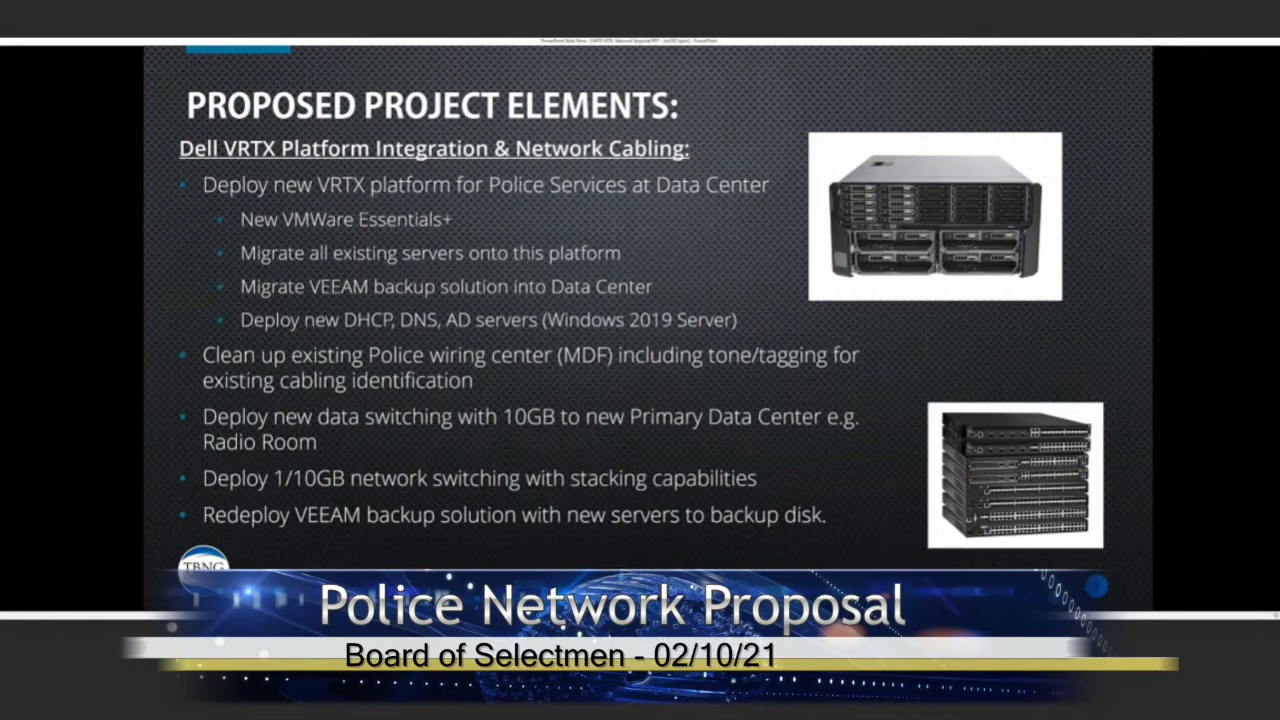 PROPOSED PROJECT ELEMENTS:
Dell VRTX Platform Integration & Network Cabling:
• Deploy new VRTX platform for Police Services at Data Center
• New VMWare Essentials+
• Migrate all existing servers onto this platform
• Migrate VEEAM backup solution into Data Center
• Deploy new DHCP, DNS, AD servers (Windows 2019 Server)
• Clean up existing Police wiring center (MDF) including tone/tagging for
existing cabling identification
• Deploy new data switching with 10GB to new Primary Data Center e.g.
Radio Room
• Deploy 1/10GB network switching with stacking capabilities
• Redeploy VEEAM backup solution with new servers to backup disk.
TBNG
Police Network Proposal
Board of Selectmen - 02/10/21